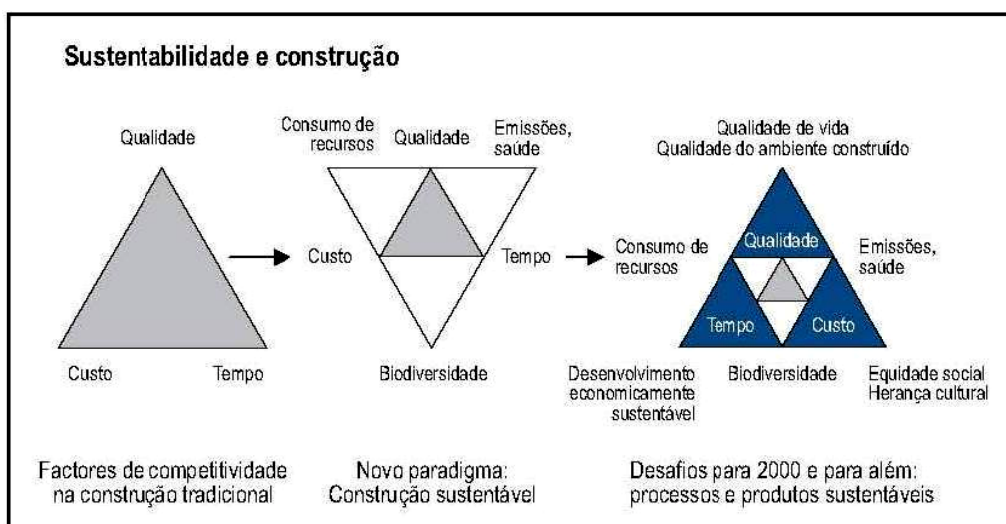 Sustentabilidade e construção
Qualidade
Custo
Tempo
Factores de competitividade
na construção tradicional
Consumo de
recursos
Qualidade
Emissões,
saúde
Custo
Tempo
Biodiversidade
Novo paradigma:
Construção sustentável
Qualidade de vida
Qualidade do ambiente construído
Consumo de
recursos
Qualidade
Emissões,
saúde
Tempo
Custo
Desenvolvimento
economicamente
sustentável
Biodiversidade
Equidade social
Herança cultural
Desafios para 2000 e para além:
processos e produtos sustentáveis